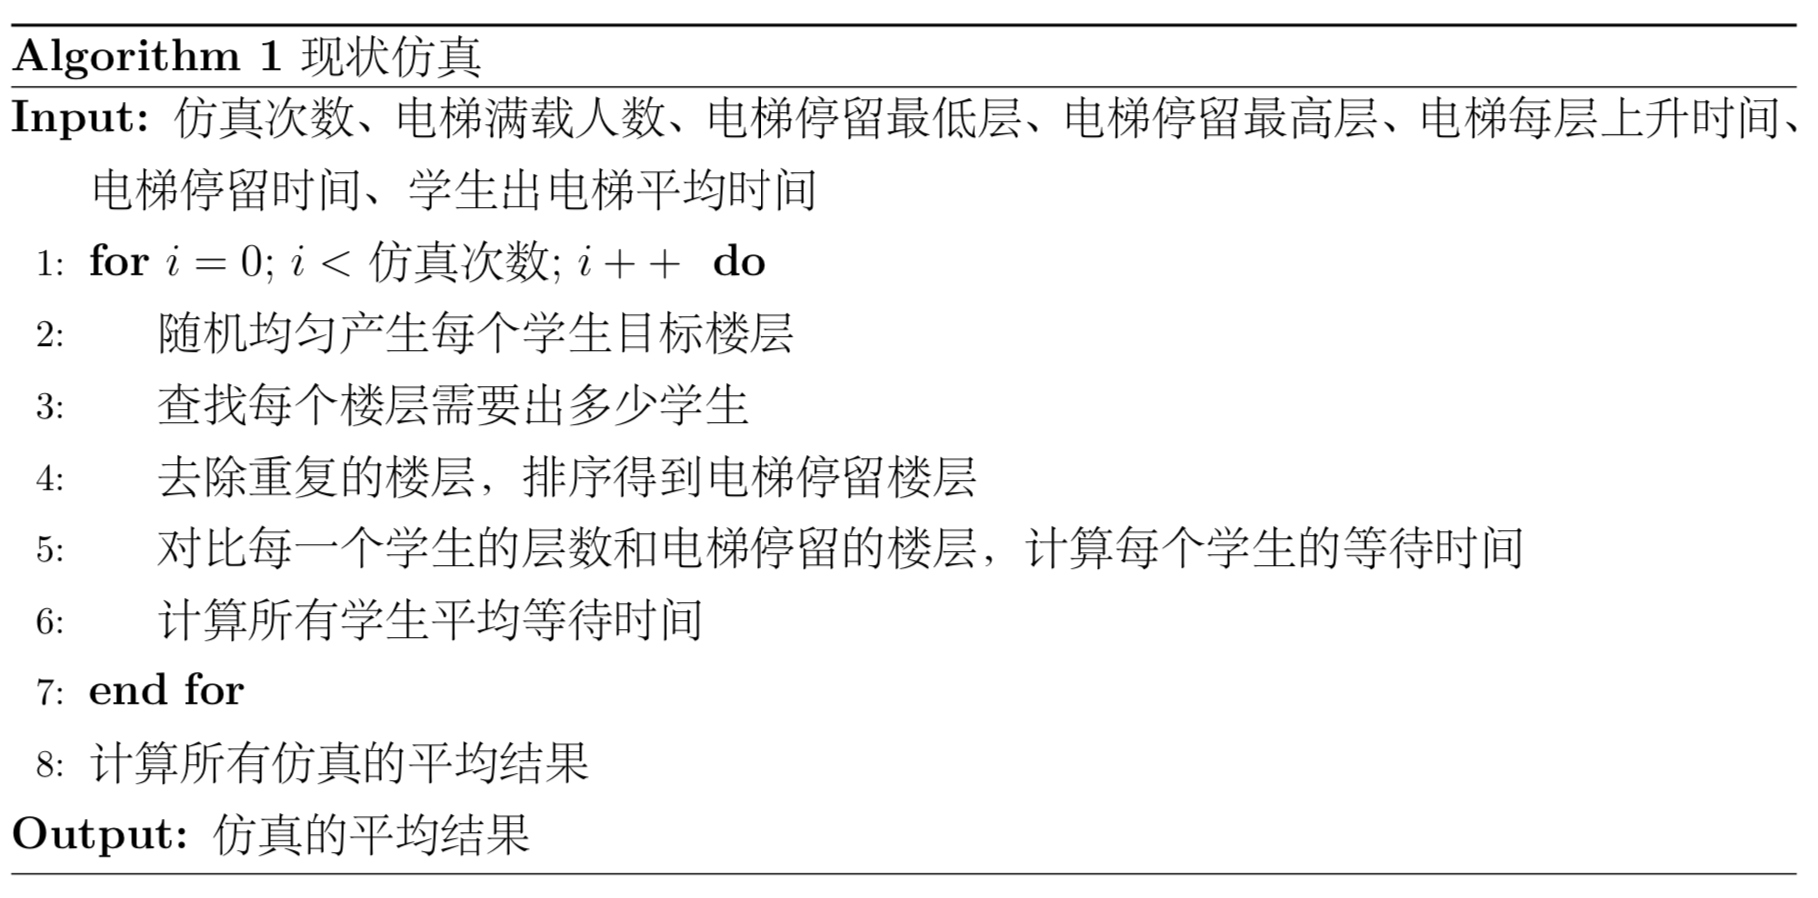 Algorithm 1 现状仿真
Input: 仿真次数、电梯满载人数、电梯停留最低层、电梯停留最高层、电梯每层上升时间、
电梯停留时间、学生出电梯平均时间
1: for i = 0; i < 仿真次数; i + + do
2: 随机均匀产生每个学生目标楼层
3: 查找每个楼层需要出多少学生
4: 去除重复的楼层，排序得到电梯停留楼层
5: 对比每一个学生的层数和电梯停留的楼层，计算每个学生的等待时间
6: 计算所有学生平均等待时间
7: end for
8: 计算所有仿真的平均结果
Output: 仿真的平均结果